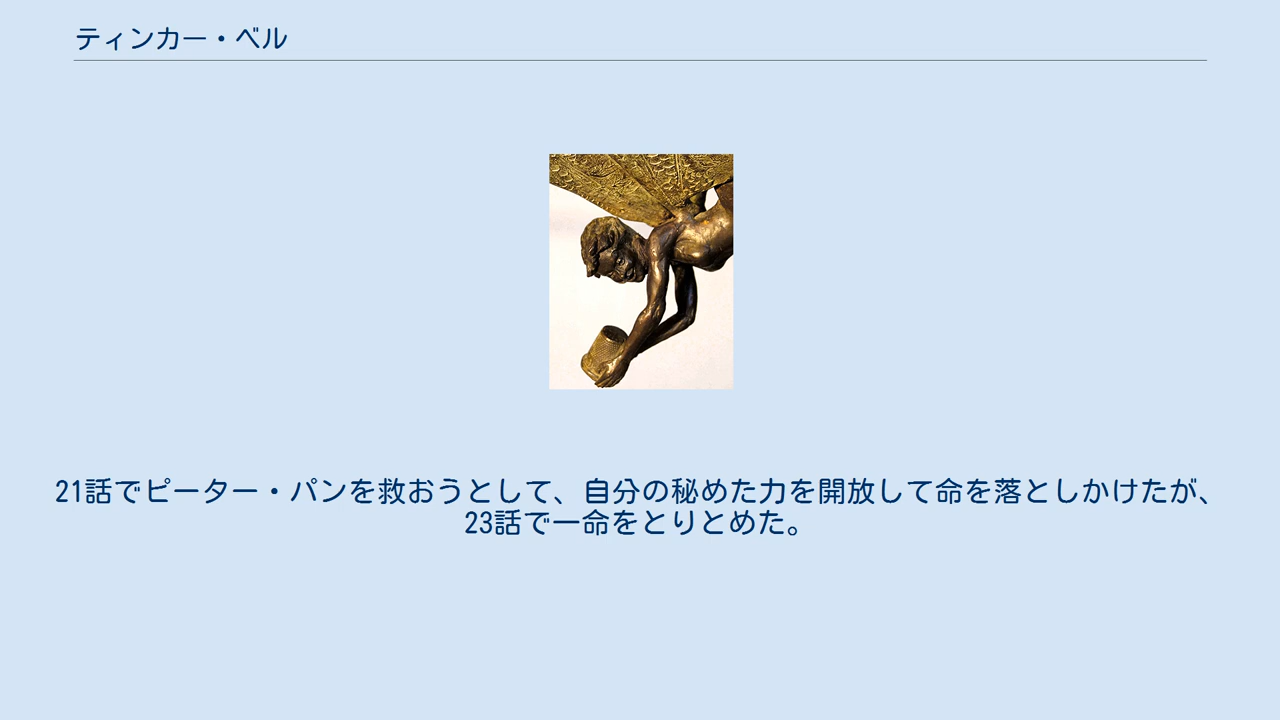 ティンカー・ベル
21話でピーター・パンを救おうとして、自分の秘めた力を開放して命を落としかけたが、
23話で一命をとりとめた。